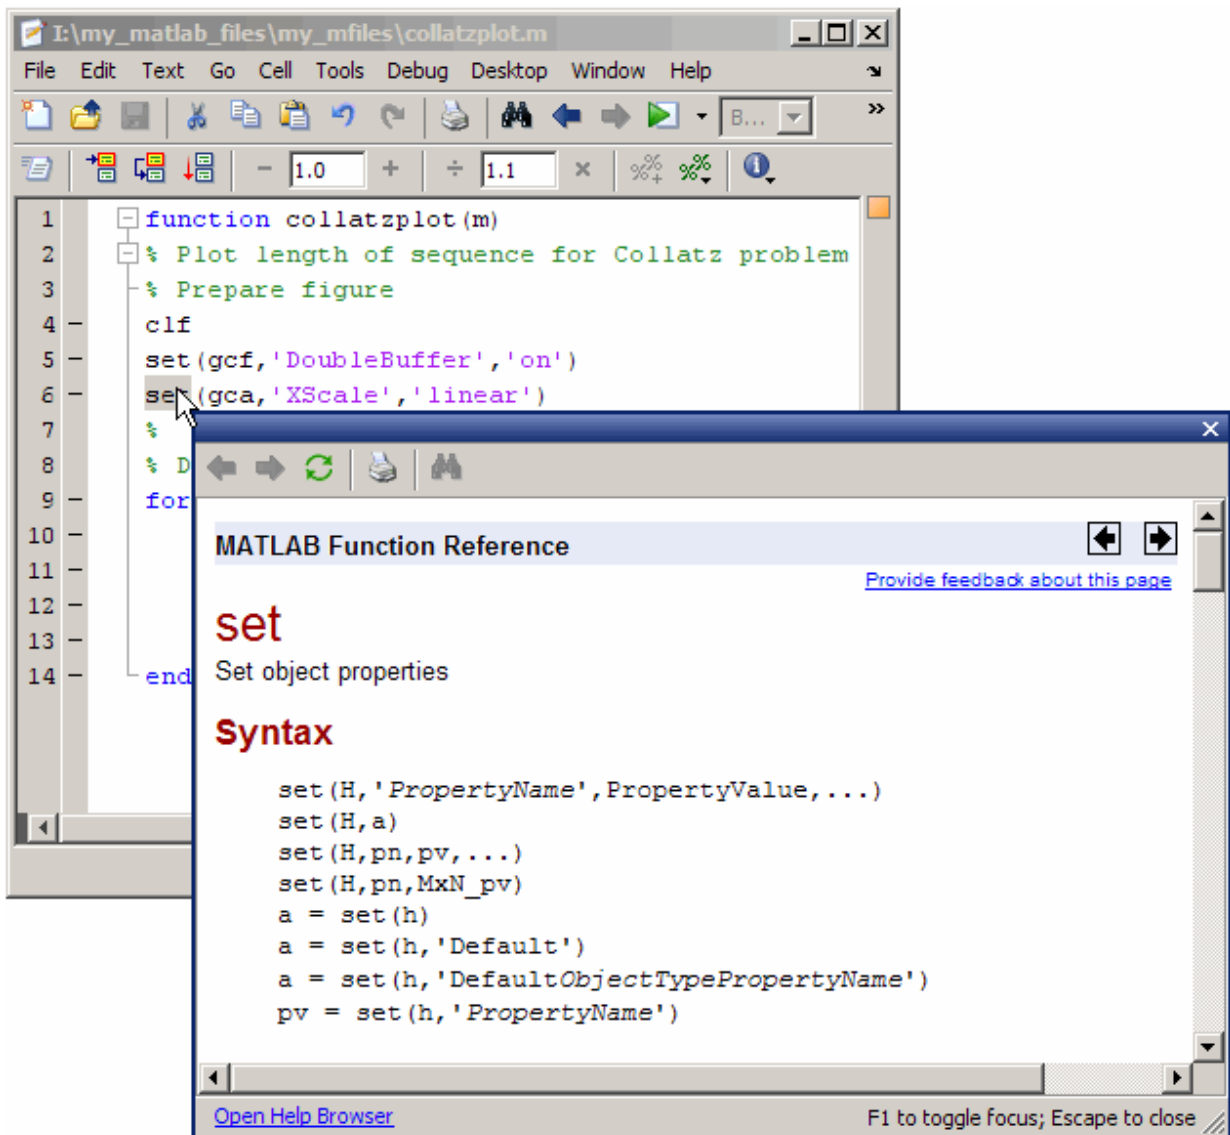 I:\my_matlab_files\my_mfiles\collatzplot.m
File Edit Text Go Cell Tools Debug Desktop Window Help
B...
1.0 1.1
1 function collatzplot(m)
2 % Plot length of sequence for Collatz problem
3 % Prepare figure
4 clf
5 set(gcf,'DoubleBuffer','on')
6 set(gca,'XScale','linear')
7 %
8 % D
9 for
10
11
12
13
14 end
MATLAB Function Reference
Provide feedback about this page
set
Set object properties
Syntax
set(H,'PropertyName',PropertyValue,...)
set(H,a)
set(H,pn,pv,...)
set(H,pn,MxN_pv)
a = set(h)
a = set(h,'Default')
a = set(h,'DefaultObjectTypePropertyName')
pv = set(h,'PropertyName')
Open Help Browser F1 to toggle focus; Escape to close